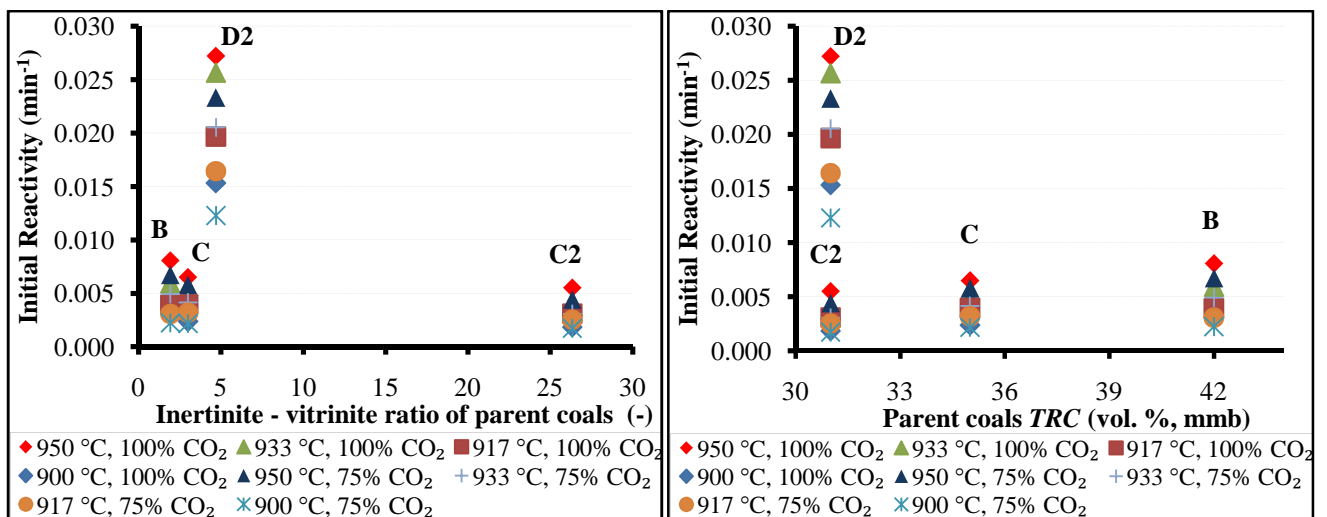 Initial Reactivity (min-1)
0.030
0.025
0.020
0.015
0.010
0.005
0.000
D2
B
C
C2
0 5 10 15 20 25 30
Inertinite - vitrinite ratio of parent coals (-)
950 °C, 100% CO₂ 933 °C, 100% CO₂ 917 °C, 100% CO₂
900 °C, 100% CO₂ 950 °C, 75% CO₂ 933 °C, 75% CO₂
917 °C, 75% CO₂ 900 °C, 75% CO₂
Initial Reactivity (min-1)
0.030
0.025
0.020
0.015
0.010
0.005
0.000
D2
B
C
C2
30 33 36 39 42
Parent coals TRC (vol. %, mmb)
950 °C, 100% CO₂ 933 °C, 100% CO₂ 917 °C, 100% CO₂
900 °C, 100% CO₂ 950 °C, 75% CO₂ 933 °C, 75% CO₂
917 °C, 75% CO₂ 900 °C, 75% CO₂